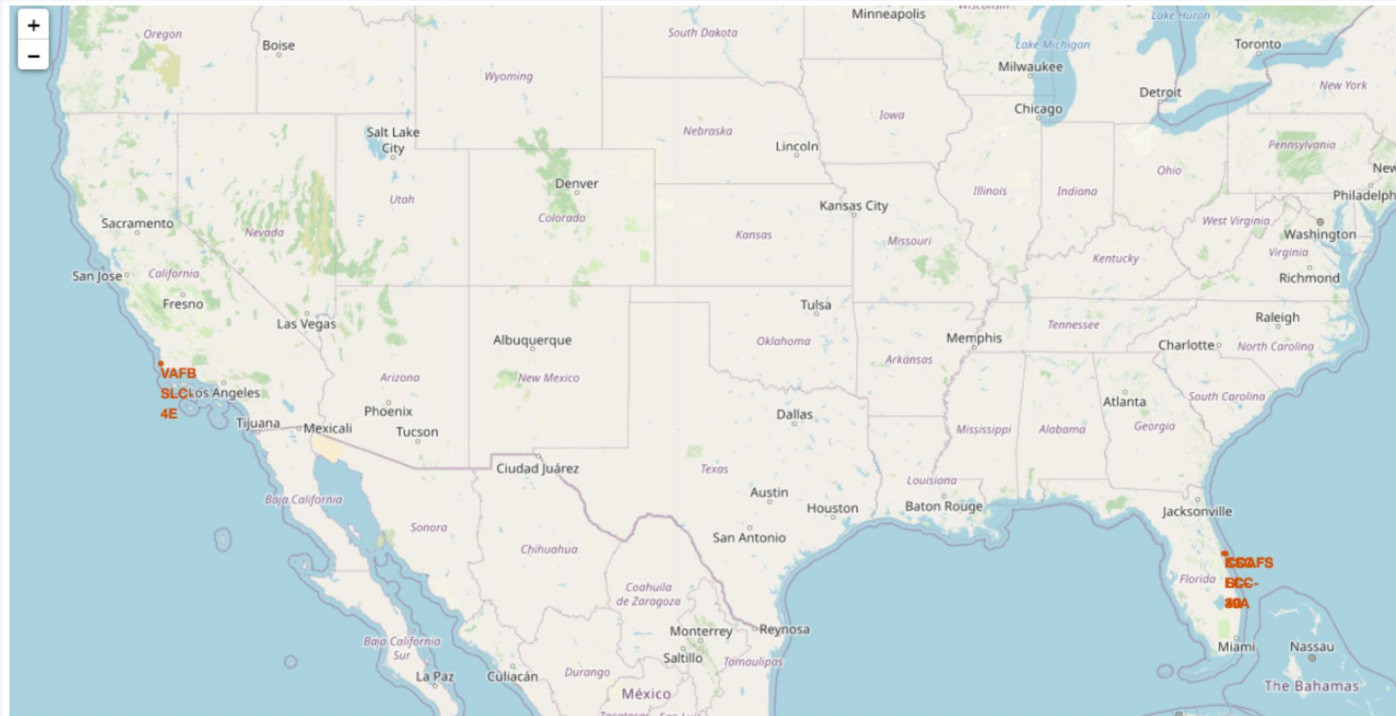 +
−
Oregon
Boise
Wyoming
South Dakota
Minneapolis
Wisconsin
Lake Michigan
Lake Huron
Toronto
Milwaukee
Detroit
New York
Chicago
Iowa
Salt Lake
City
Nebraska
Lincoln
Pennsylvania
Denver
Utah
Colorado
Illinois
Indiana
Ohio
New
Philadelph
Sacramento
Nevada
Kansas City
Kansas
Missouri
West Virginia
Washington
Virginia
San Jose
California
Kentucky
Richmond
Fresno
Las Vegas
Tulsa
Raleigh
Albuquerque
Oklahoma
Memphis
Tennessee
Charlotte
North Carolina
Arkansas
VAFB
SLC-
4E
Los Angeles
Arizona
New Mexico
South Carolina
Phoenix
Dallas
Atlanta
Tijuana
Mexicali
Tucson
Mississippi
Alabama
Georgia
Ciudad Juárez
Texas
Louisiana
Baja California
Austin
Houston
Baton Rouge
Jacksonville
Sonora
San Antonio
Chihuahua
Florida
Coahuila
de Zaragoza
Baja California
Sur
Monterrey
Reynosa
Saltillo
Tamaulipas
Miami
Nassau
La Paz
Culiacán
Durango
México
The Bahamas
Zacatecas
San Luis